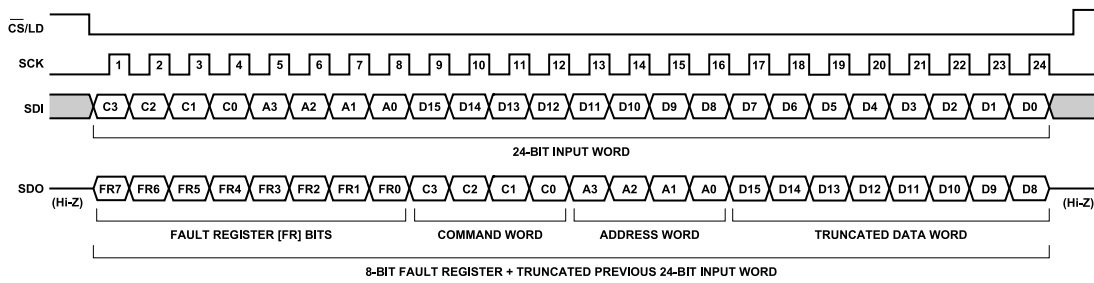 CS/LD
SCK 1 2 3 4 5 6 7 8 9 10 11 12 13 14 15 16 17 18 19 20 21 22 23 24
SDI C3 C2 C1 C0 A3 A2 A1 A0 D15 D14 D13 D12 D11 D10 D9 D8 D7 D6 D5 D4 D3 D2 D1 D0
24-BIT INPUT WORD
SDO FR7 FR6 FR5 FR4 FR3 FR2 FR1 FR0 C3 C2 C1 C0 A3 A2 A1 A0 D15 D14 D13 D12 D11 D10 D9 D8
(Hi-Z) (Hi-Z)
FAULT REGISTER [FR] BITS COMMAND WORD ADDRESS WORD TRUNCATED DATA WORD
8-BIT FAULT REGISTER + TRUNCATED PREVIOUS 24-BIT INPUT WORD